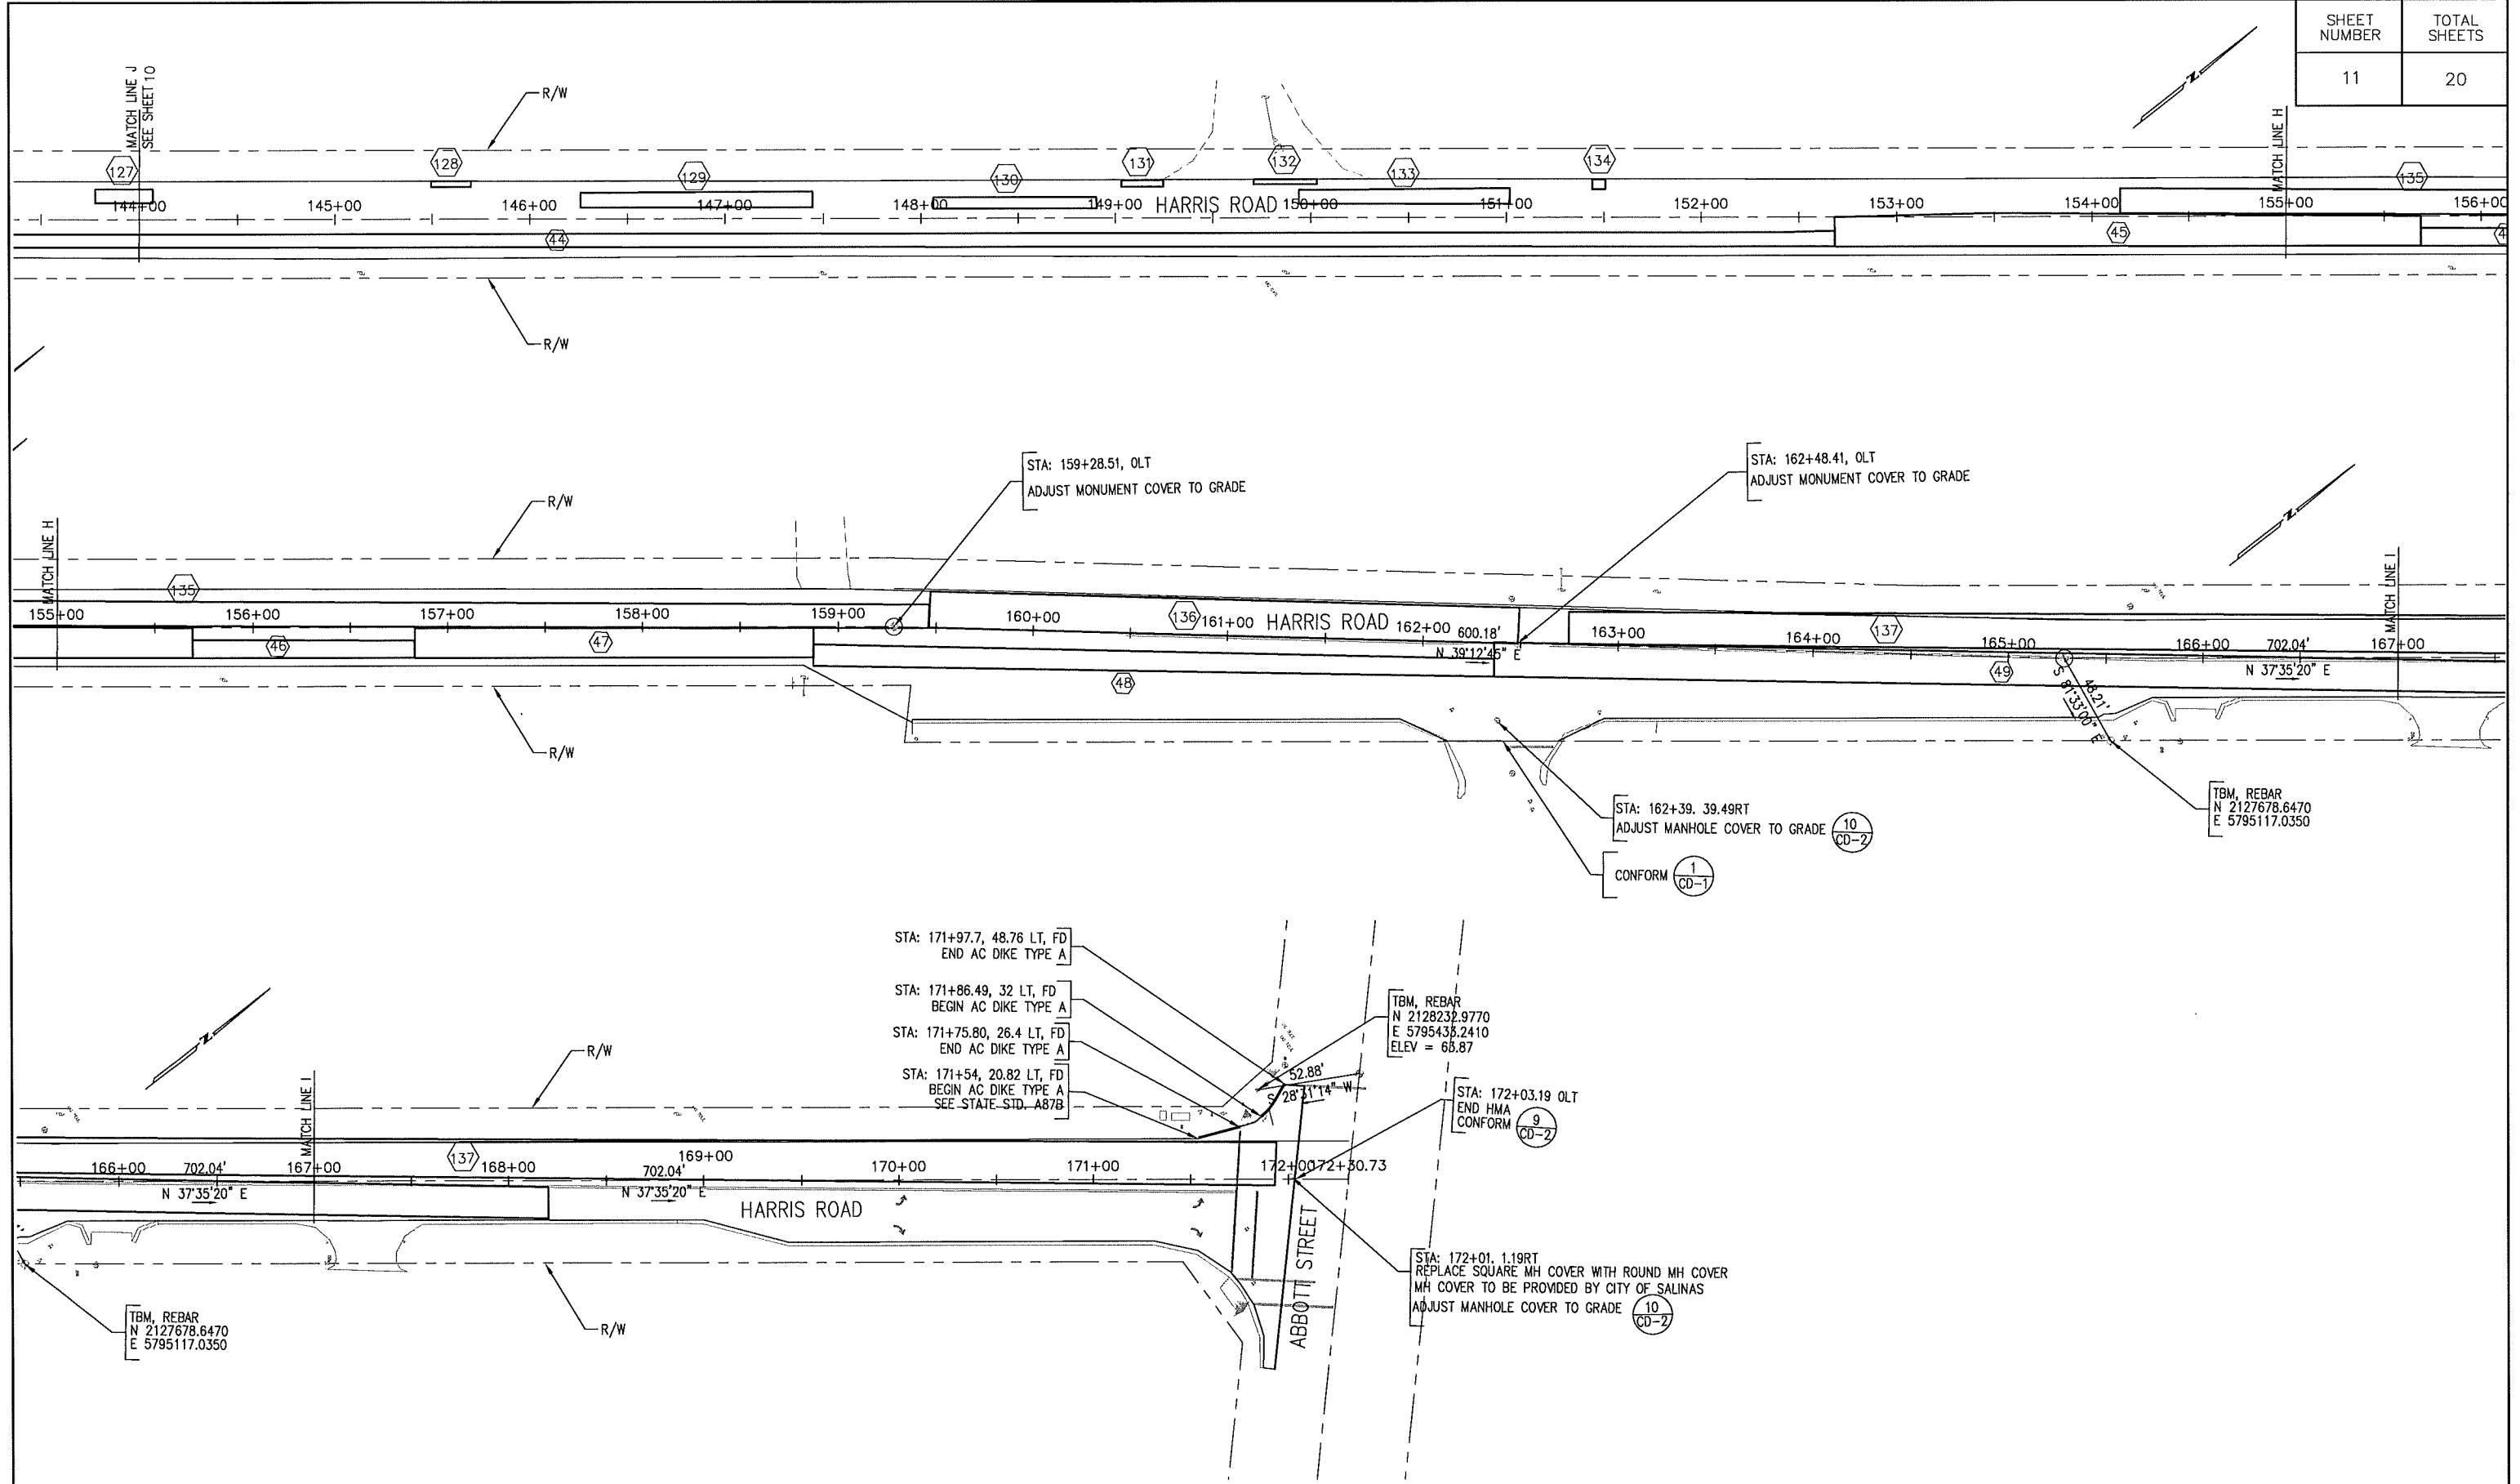 SHEET NUMBER
TOTAL SHEETS
11
20
MATCH LINE J
SEE SHEET 10
R/W
MATCH LINE H
127
128
129
130
131
132
133
134
135
144+00
145+00
146+00
147+00
148+00
149+00
HARRIS ROAD
150+00
151+00
152+00
153+00
154+00
155+00
156+00
44
45
R/W
Z
STA: 159+28.51, 0LT
ADJUST MONUMENT COVER TO GRADE
STA: 162+48.41, 0LT
ADJUST MONUMENT COVER TO GRADE
R/W
MATCH LINE H
MATCH LINE I
Z
135
136
137
155+00
156+00
157+00
158+00
159+00
160+00
161+00
HARRIS ROAD
162+00
600.18'
163+00
164+00
165+00
166+00
702.04'
167+00
N 39°12'45" E
N 37°35'20" E
46
47
48
49
48.21'
S 81°33'00" E
R/W
STA: 162+39. 39.49RT
ADJUST MANHOLE COVER TO GRADE
10
CD-2
CONFORM
1
CD-1
TBM, REBAR
N 2127678.6470
E 5795117.0350
STA: 171+97.7, 48.76 LT, FD
END AC DIKE TYPE A
STA: 171+86.49, 32 LT, FD
BEGIN AC DIKE TYPE A
STA: 171+75.80, 26.4 LT, FD
END AC DIKE TYPE A
STA: 171+54, 20.82 LT, FD
BEGIN AC DIKE TYPE A
SEE STATE STD. A87B
TBM, REBAR
N 2128232.9770
E 5795433.2410
ELEV = 63.87
52.88'
S 28°31'14" W
STA: 172+03.19 0LT
END HMA
CONFORM
9
CD-2
Z
R/W
MATCH LINE I
137
166+00
702.04'
167+00
168+00
702.04'
169+00
170+00
171+00
172+00
172+30.73
N 37°35'20" E
N 37°35'20" E
HARRIS ROAD
ABBOTT STREET
STA: 172+01. 1.19RT
REPLACE SQUARE MH COVER WITH ROUND MH COVER
MH COVER TO BE PROVIDED BY CITY OF SALINAS
ADJUST MANHOLE COVER TO GRADE
10
CD-2
R/W
TBM, REBAR
N 2127678.6470
E 5795117.0350